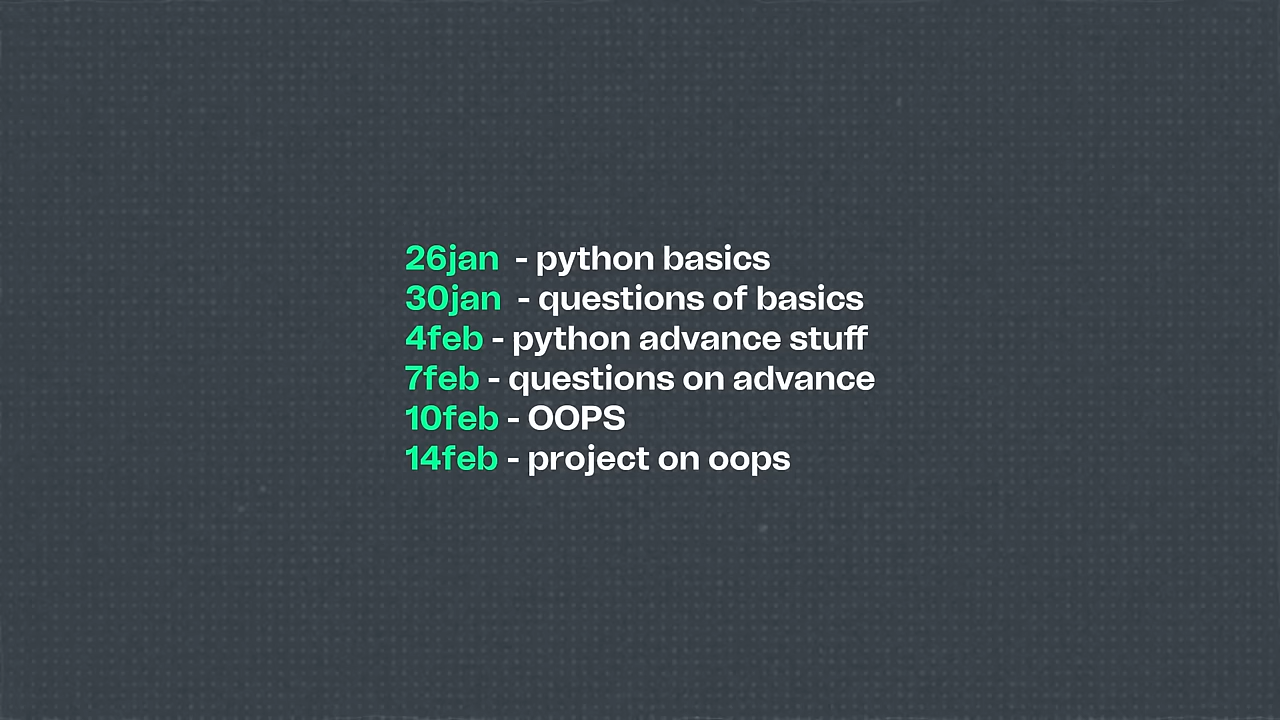 26jan - python basics
30jan - questions of basics
4feb - python advance stuff
7feb - questions on advance
10feb - OOPS
14feb - project on oops